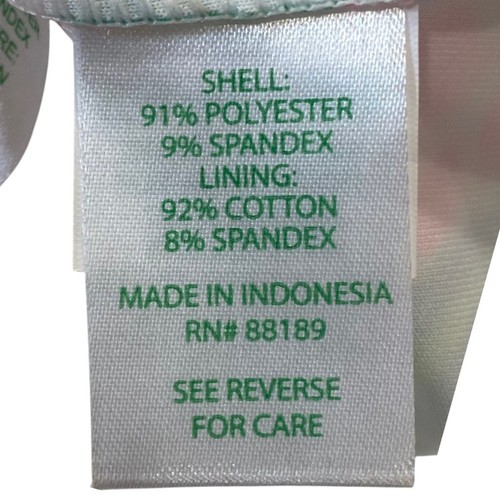 SHELL:
91% POLYESTER
9% SPANDEX
LINING:
92% COTTON
8% SPANDEX
MADE IN INDONESIA
RN# 88189
SEE REVERSE
FOR CARE